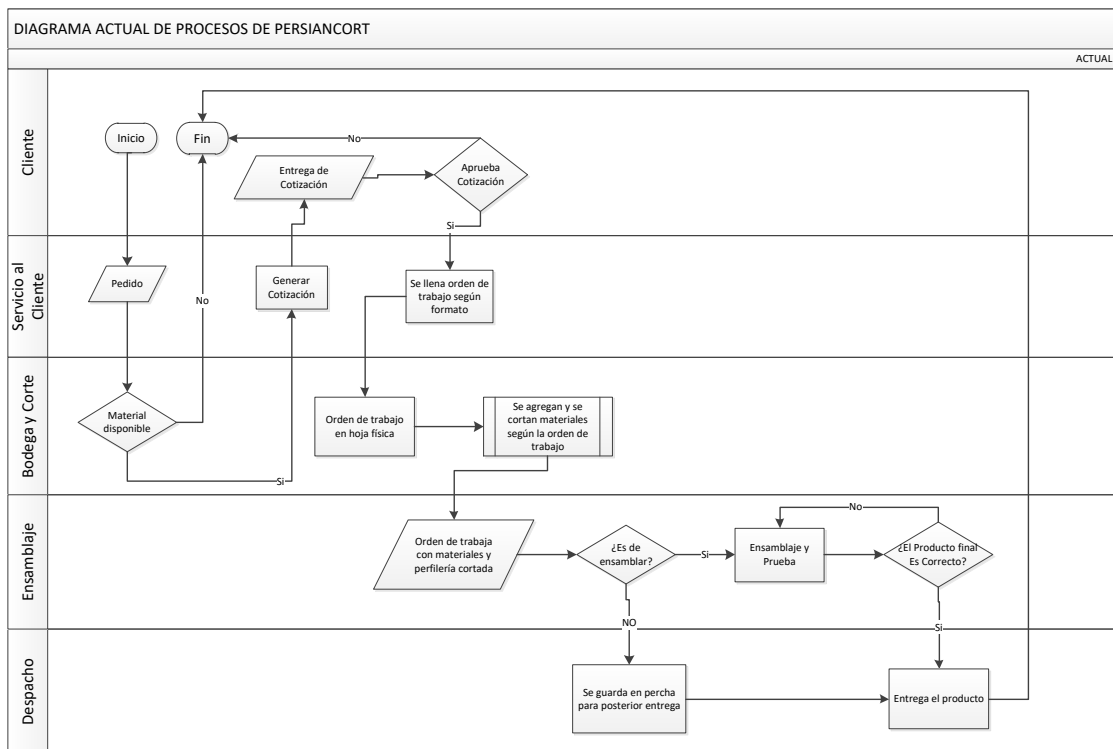 DIAGRAMA ACTUAL DE PROCESOS DE PERSIANCORT
ACTUAL
Cliente
Inicio
Fin
No
Entrega de
Cotización
Aprueba
Cotización
Si
Servicio al
Cliente
Pedido
No
Generar
Cotización
Se llena orden de
trabajo según
formato
Bodega y Corte
Material
disponible
Si
Orden de trabajo
en hoja física
Se agregan y se
cortan materiales
según la orden de
trabajo
Ensamblaje
Orden de trabaja
con materiales y
perfilería cortada
¿Es de
ensamblar?
Si
Ensamblaje y
Prueba
No
¿El Producto final
Es Correcto?
NO
Si
Despacho
Se guarda en percha
para posterior entrega
Entrega el producto